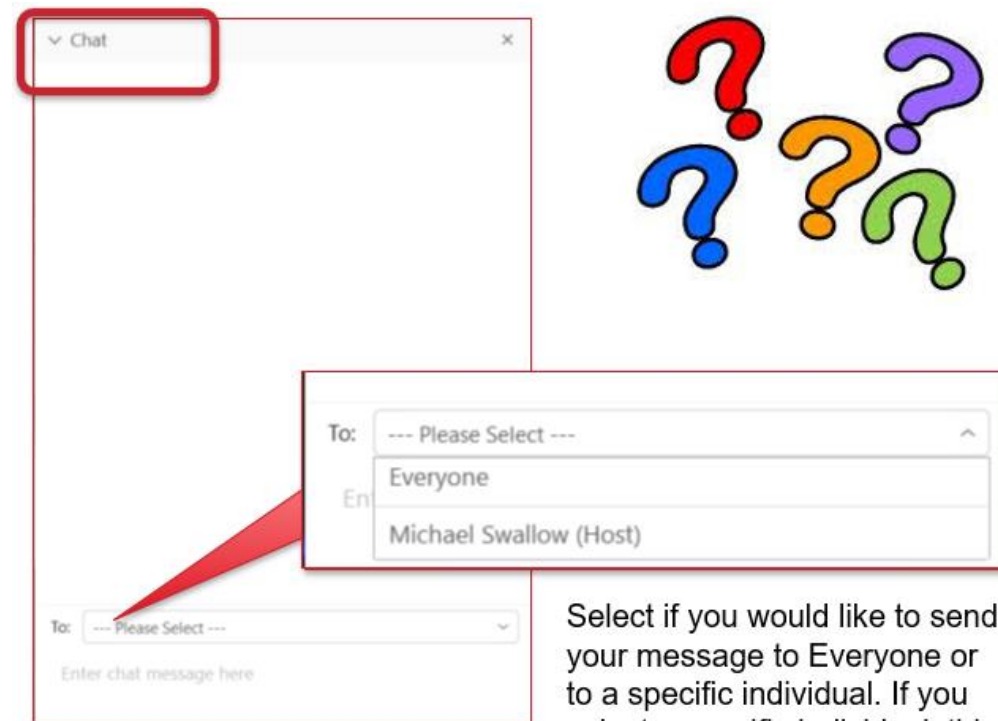 Chat
To: --- Please Select ---
Everyone
Ent
Michael Swallow (Host)
To: --- Please Select ---
Enter chat message here
Select if you would like to send
your message to Everyone or
to a specific individual. If you